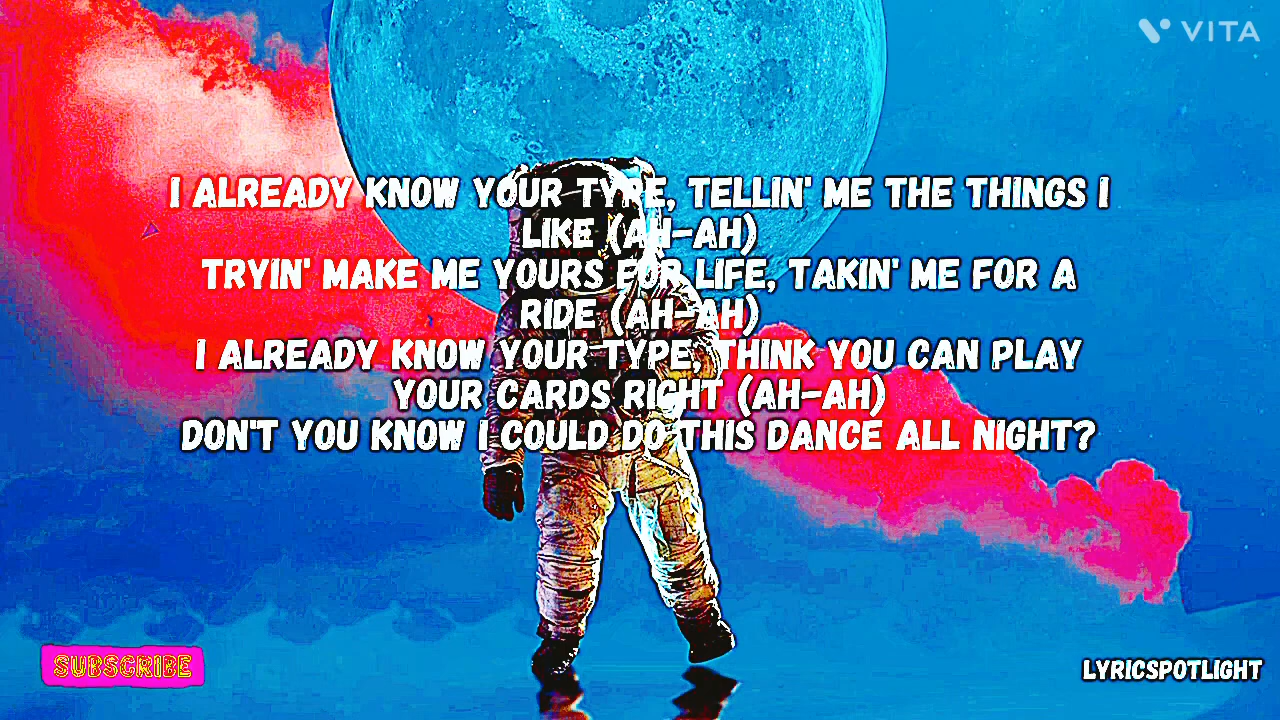 VITA
I ALREADY KNOW YOUR TYPE, TELLIN' ME THE THINGS I
LIKE (AH-AH)
TRYIN' MAKE ME YOURS FOR LIFE, TAKIN' ME FOR A
RIDE (AH-AH)
I ALREADY KNOW YOUR TYPE, THINK YOU CAN PLAY
YOUR CARDS RIGHT (AH-AH)
DON'T YOU KNOW I COULD DO THIS DANCE ALL NIGHT?
SUBSCRIBE
LYRICSPOTLIGHT